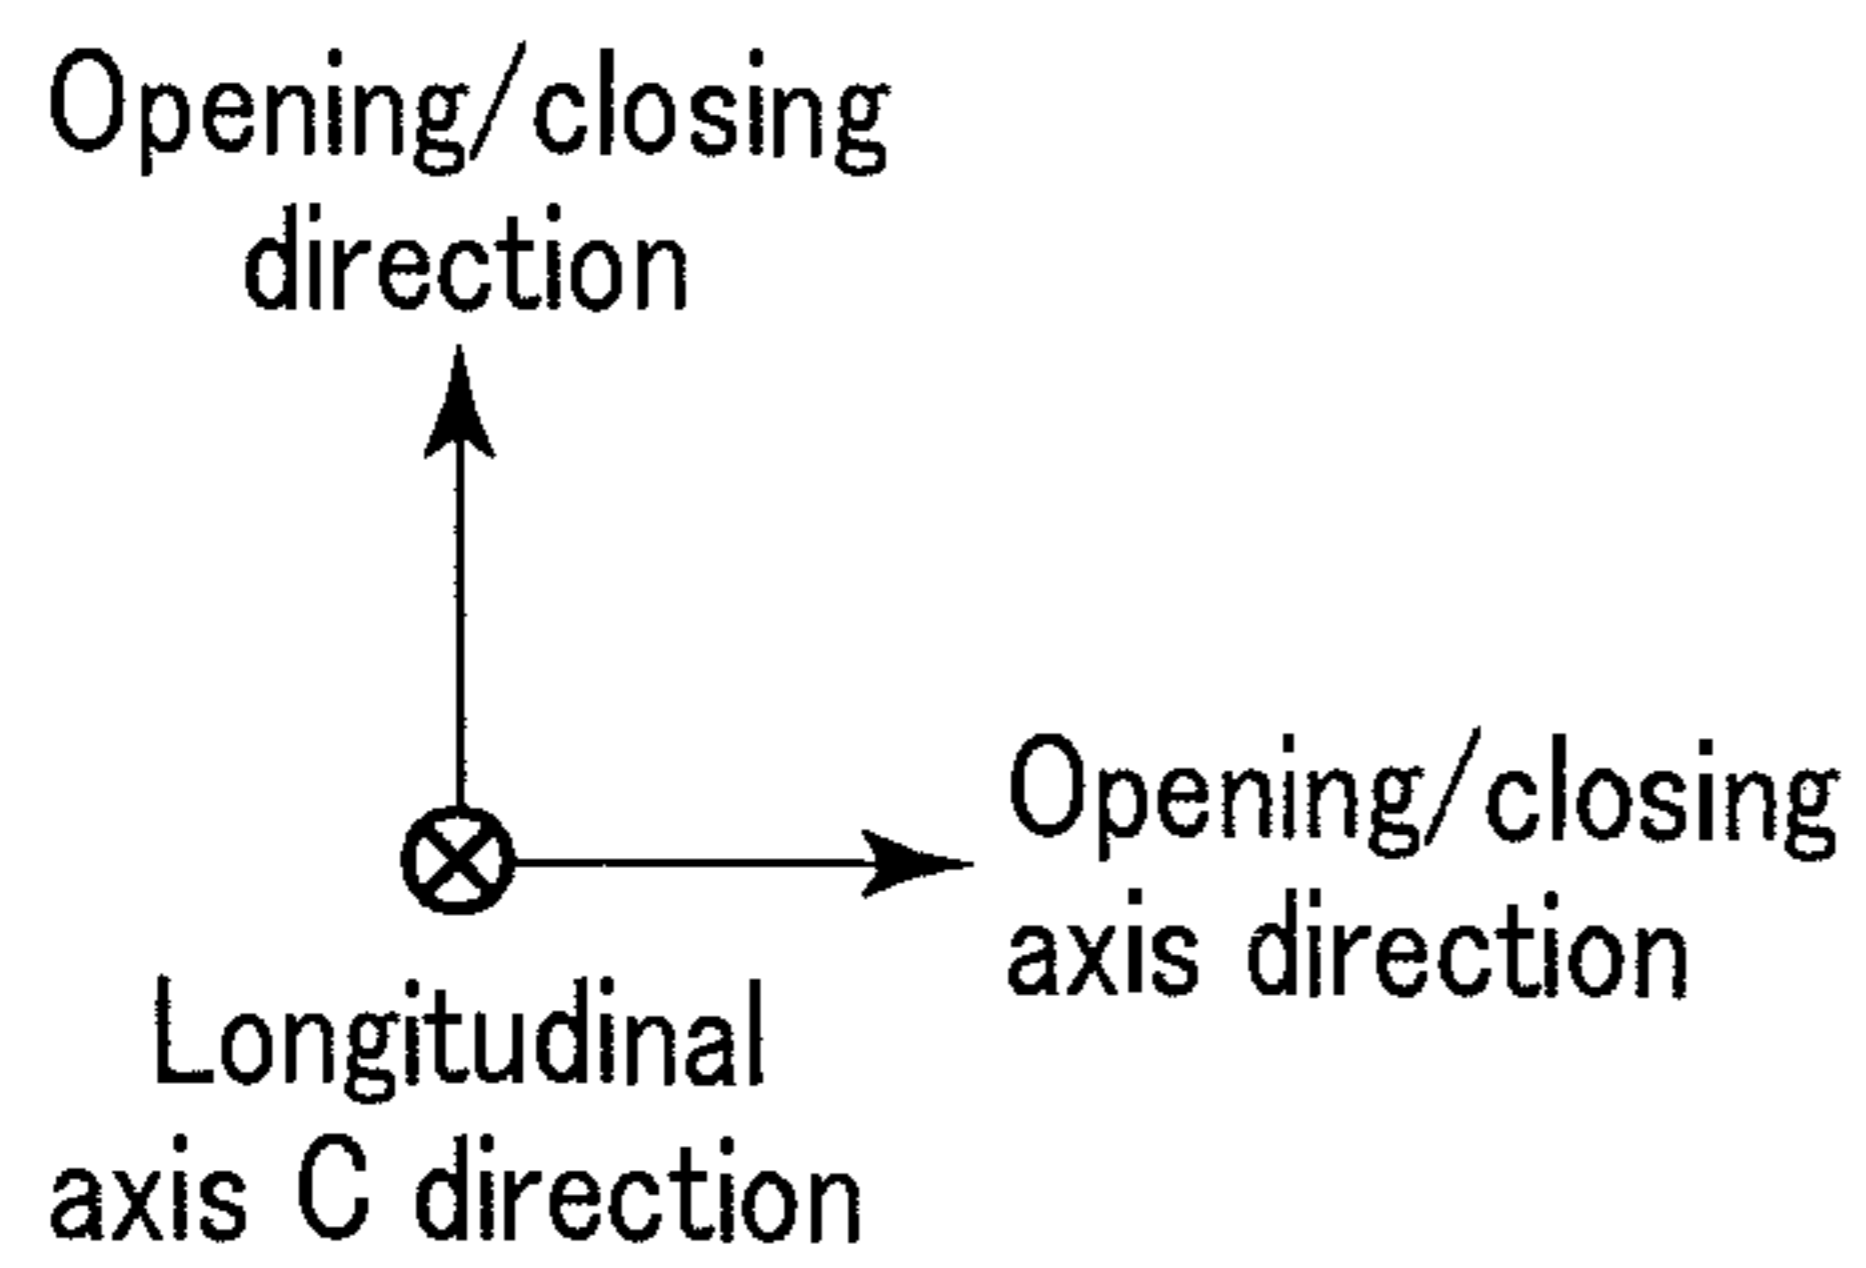 Opening/closing
direction
Opening/closing
axis direction
Longitudinal
axis C direction